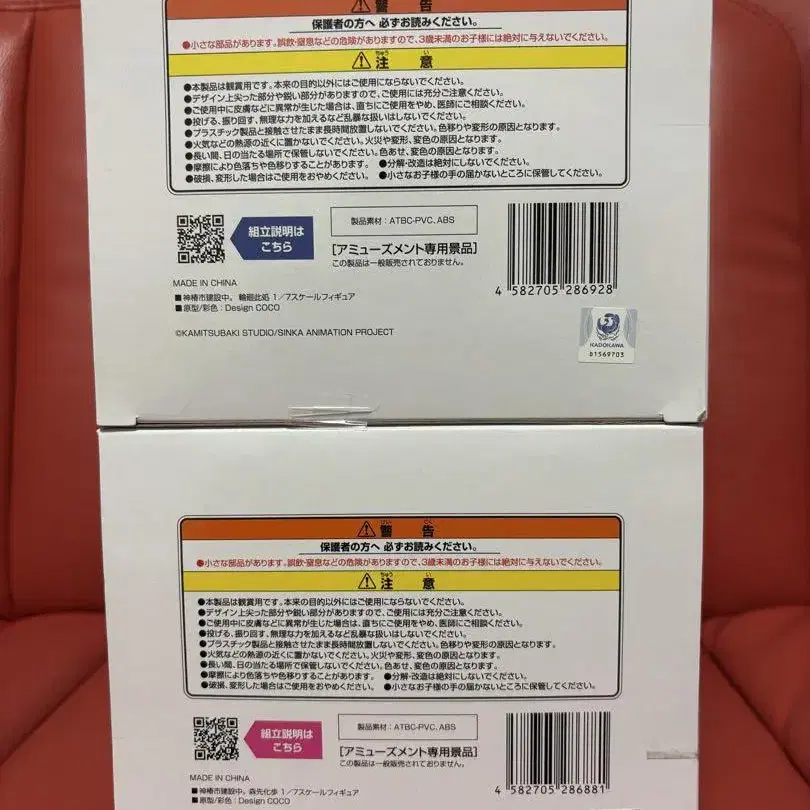 警 告
保護者の方へ 必ずお読みください。
●小さな部品があります。誤飲・窒息などの危険がありますので、3歳未満のお子様には絶対に与えないでください。
ちゅう い
注 意
●本製品は観賞用です。本来の目的以外にはご使用にならないでください。
●デザイン上尖った部分や鋭い部分がありますので、ご使用には充分ご注意ください。
●ご使用中に皮膚などに異常が生じた場合は、直ちにご使用をやめ、医師にご相談ください。
●投げる、振り回す、無理な力を加えるなど乱暴な扱いはしないでください。
●プラスチック製品と接触させたまま長時間放置しないでください。色移りや変形の原因となります。
●火気などの熱源の近くに置かないでください。火災や変形、変色の原因となります。
●長い間、日の当たる場所で保管しないでください。色あせ、変色の原因となります。
●摩擦により色落ちや色移りすることがあります。 ●分解・改造は絶対にしないでください。
●破損、変形した場合はご使用をおやめください。 ●小さなお子様の手の届かないところに保管してください。
組立説明は
こちら
製品素材:ATBC-PVC、ABS
[アミューズメント専用景品]
この製品は一般販売されておりません。
4 582705 286928
MADE IN CHINA
■神椿市建設中。 輪廻此処 1/7スケールフィギュア
■原型/彩色:Design COCO
©KAMITSUBAKI STUDIO/SINKA ANIMATION PROJECT
KADOKAWA
b1569703
けい こく
警 告
保護者の方へ 必ずお読みください。
●小さな部品があります。誤飲・窒息などの危険がありますので、3歳未満のお子様には絶対に与えないでください。
ちゅう い
注 意
●本製品は観賞用です。本来の目的以外にはご使用にならないでください。
●デザイン上尖った部分や鋭い部分がありますので、ご使用には充分ご注意ください。
●ご使用中に皮膚などに異常が生じた場合は、直ちにご使用をやめ、医師にご相談ください。
●投げる、振り回す、無理な力を加えるなど乱暴な扱いはしないでください。
●プラスチック製品と接触させたまま長時間放置しないでください。色移りや変形の原因となります。
●火気などの熱源の近くに置かないでください。火災や変形、変色の原因となります。
●長い間、日の当たる場所で保管しないでください。色あせ、変色の原因となります。
●摩擦により色落ちや色移りすることがあります。 ●分解・改造は絶対にしないでください。
●破損、変形した場合はご使用をおやめください。 ●小さなお子様の手の届かないところに保管してください。
組立説明は
こちら
製品素材:ATBC-PVC、ABS
[アミューズメント専用景品]
この製品は一般販売されておりません。
4 582705 286881
MADE IN CHINA
■神椿市建設中。 森先化歩 1/7スケールフィギュア
■原型/彩色:Design COCO